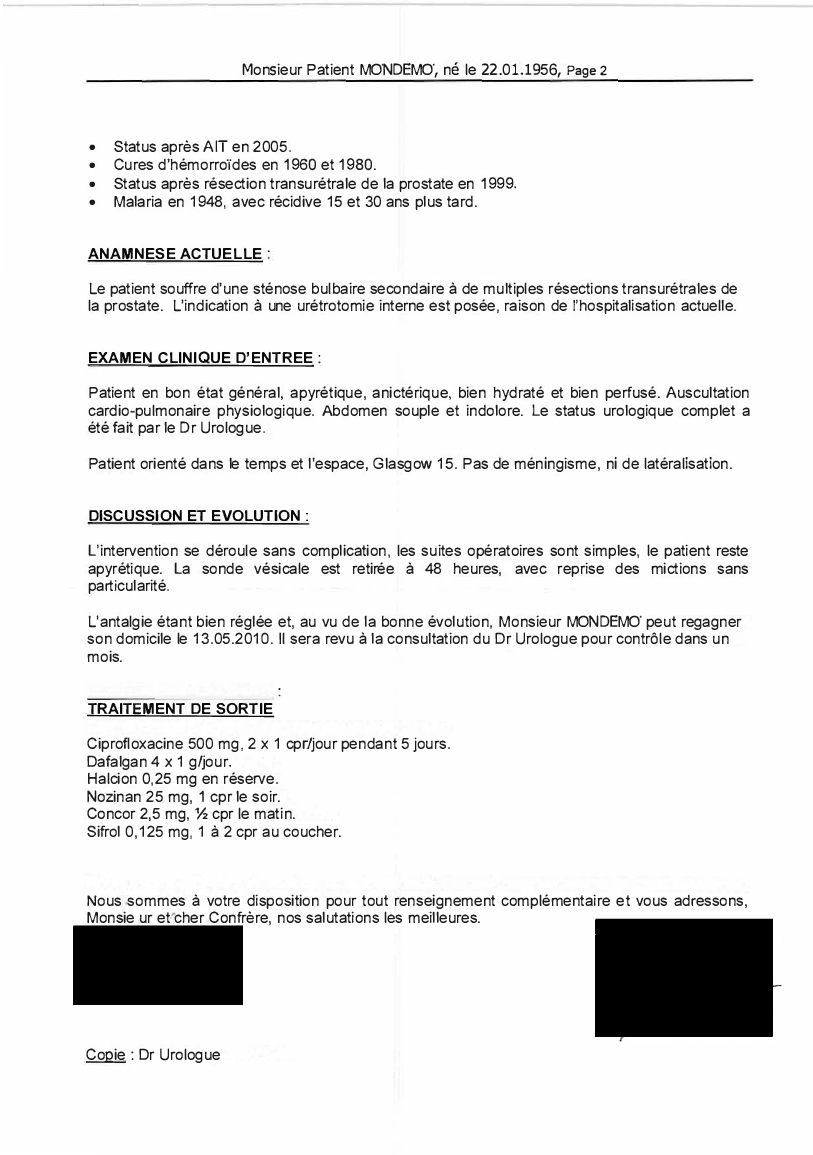 Monsieur Patient MONDEMO', né le 22.01.1956, Page 2
• Status après AIT en 2005.
• Cures d'hémorroïdes en 1960 et 1980.
• Status après résection transurétrale de la prostate en 1999.
• Malaria en 1948, avec récidive 15 et 30 ans plus tard.
ANAMNESE ACTUELLE :
Le patient souffre d'une sténose bulbaire secondaire à de multiples résections transurétrales de
la prostate. L'indication à une urétrotomie interne est posée, raison de l'hospitalisation actuelle.
EXAMEN CLINIQUE D'ENTREE :
Patient en bon état général, apyrétique, anictérique, bien hydraté et bien perfusé. Auscultation
cardio-pulmonaire physiologique. Abdomen souple et indolore. Le status urologique complet a
été fait par le Dr Urologue.
Patient orienté dans le temps et l'espace, Glasgow 15. Pas de méningisme, ni de latéralisation.
DISCUSSION ET EVOLUTION :
L'intervention se déroule sans complication, les suites opératoires sont simples, le patient reste
apyrétique. La sonde vésicale est retirée à 48 heures, avec reprise des mictions sans
particularité.
L'antalgie étant bien réglée et, au vu de la bonne évolution, Monsieur MONDEMO' peut regagner
son domicile le 13.05.2010. Il sera revu à la consultation du Dr Urologue pour contrôle dans un
mois.
:
TRAITEMENT DE SORTIE
Ciprofloxacine 500 mg, 2 x 1 cpr/jour pendant 5 jours.
Dafalgan 4 x 1 g/jour.
Halcion 0,25 mg en réserve.
Nozinan 25 mg, 1 cpr le soir.
Concor 2,5 mg, ½ cpr le matin.
Sifrol 0,125 mg, 1 à 2 cpr au coucher.
Nous sommes à votre disposition pour tout renseignement complémentaire et vous adressons,
Monsie ur et cher Confrère, nos salutations les meilleures.
Copie : Dr Urologue